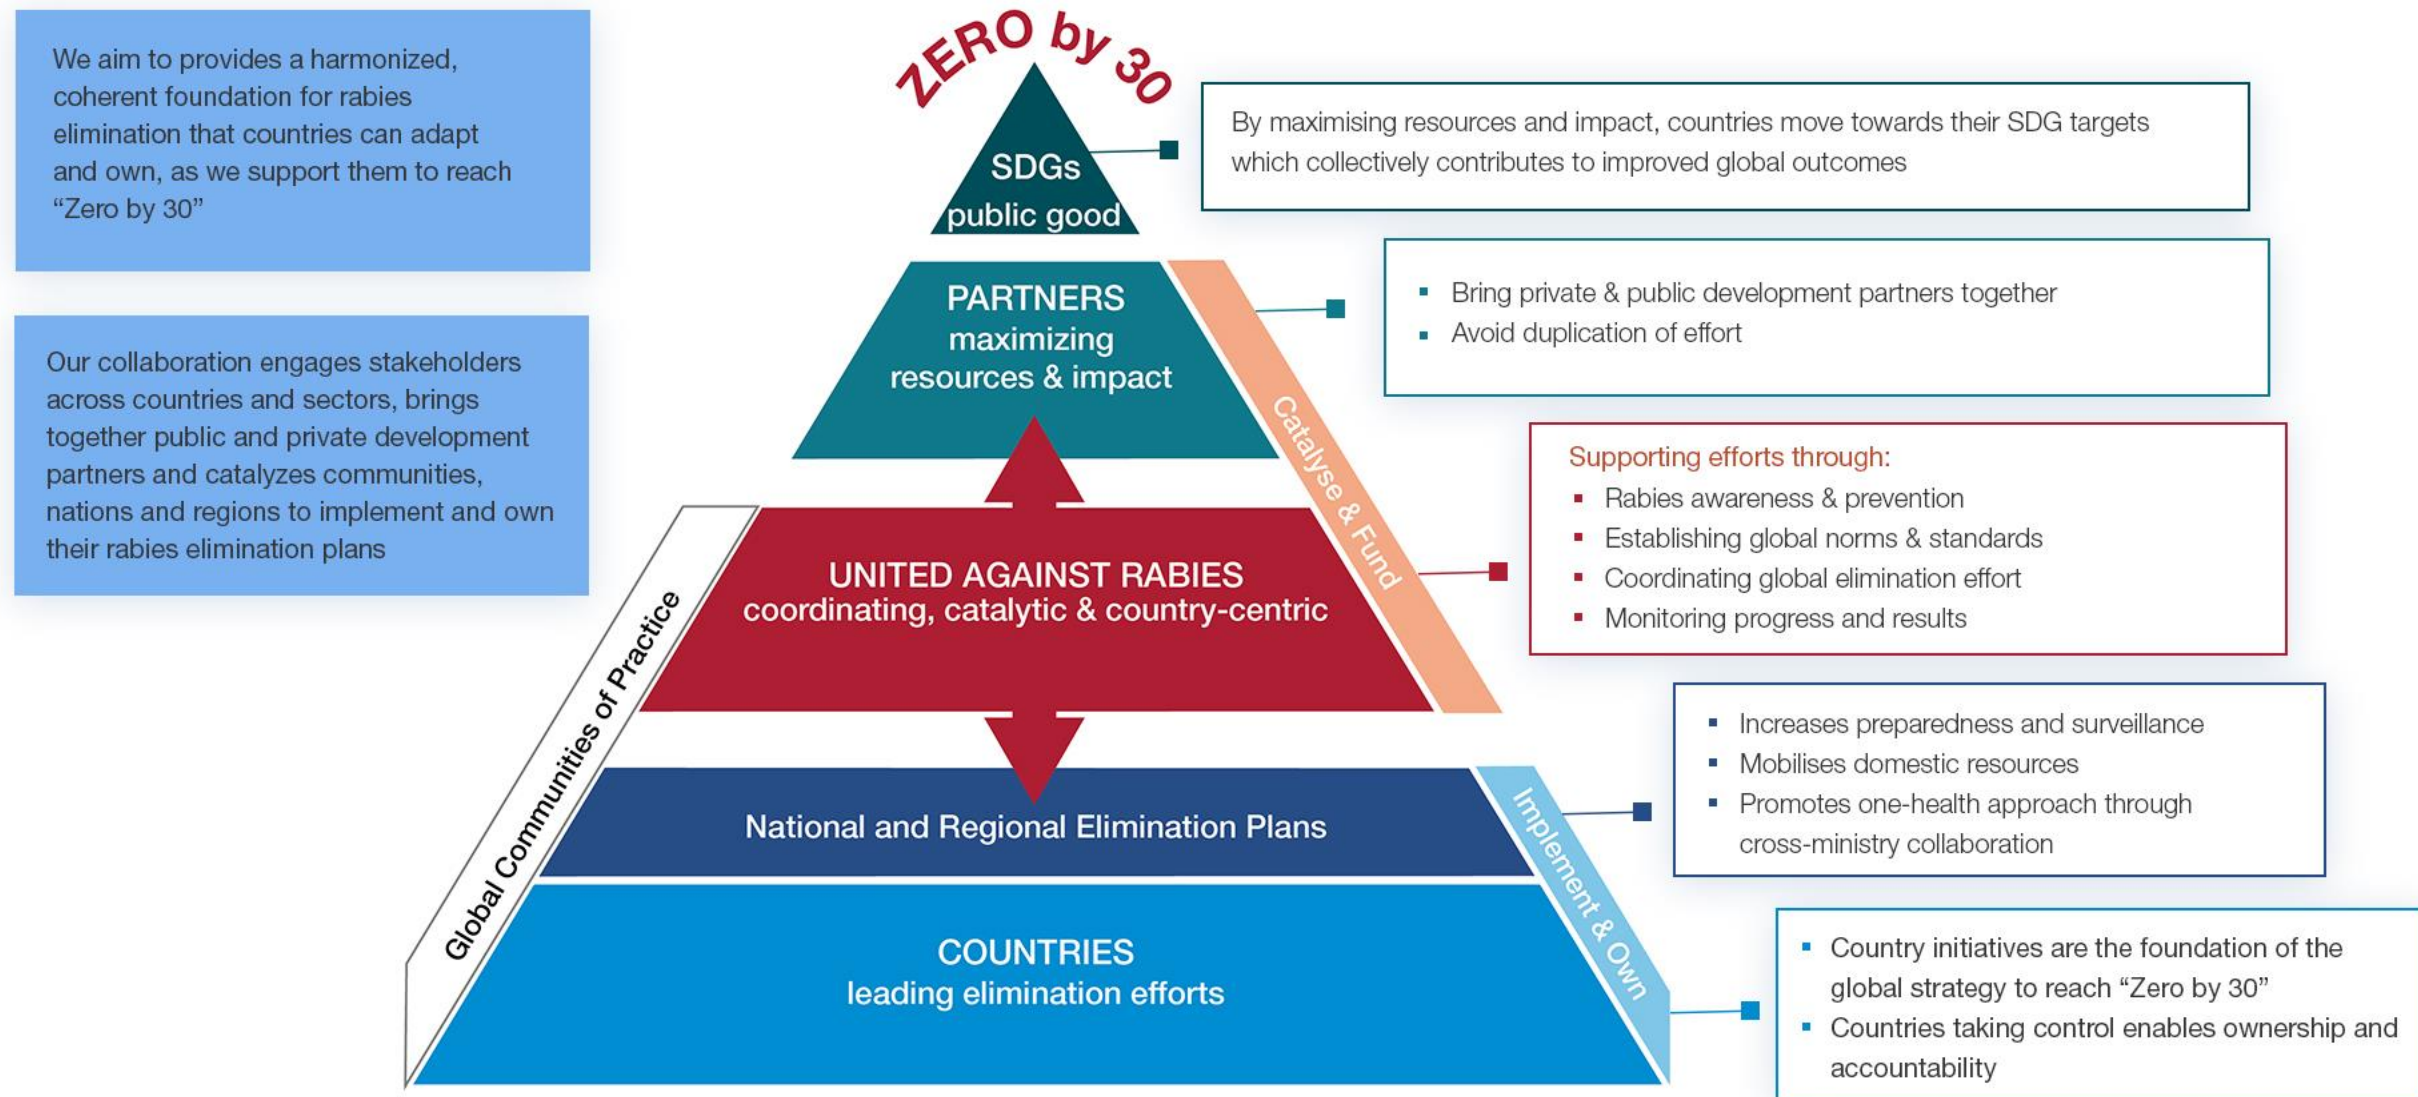 We aim to provides a harmonized,
coherent foundation for rabies
elimination that countries can adapt
and own, as we support them to reach
“Zero by 30”
Our collaboration engages stakeholders
across countries and sectors, brings
together public and private development
partners and catalyzes communities,
nations and regions to implement and own
their rabies elimination plans
ZERO by 30
SDGs
public good
By maximising resources and impact, countries move towards their SDG targets
which collectively contributes to improved global outcomes
PARTNERS
maximizing
resources & impact
▪ Bring private & public development partners together
▪ Avoid duplication of effort
Catalyse & Fund
UNITED AGAINST RABIES
coordinating, catalytic & country-centric
Supporting efforts through:
▪ Rabies awareness & prevention
▪ Establishing global norms & standards
▪ Coordinating global elimination effort
▪ Monitoring progress and results
Global Communities of Practice
National and Regional Elimination Plans
Implement & Own
▪ Increases preparedness and surveillance
▪ Mobilises domestic resources
▪ Promotes one-health approach through
cross-ministry collaboration
COUNTRIES
leading elimination efforts
▪ Country initiatives are the foundation of the
global strategy to reach “Zero by 30”
▪ Countries taking control enables ownership and
accountability